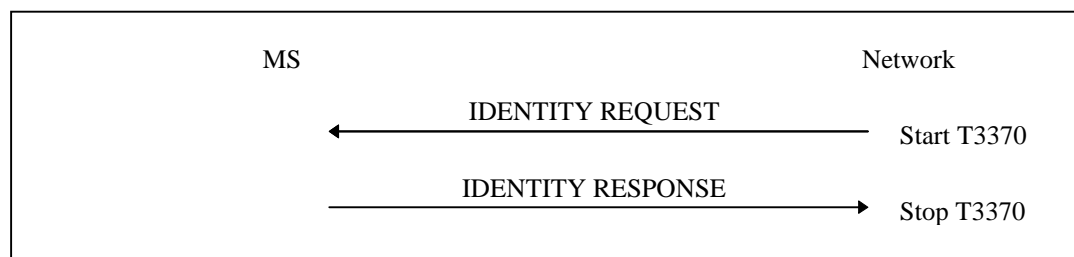 MS
Network
IDENTITY REQUEST
Start T3370
IDENTITY RESPONSE
Stop T3370